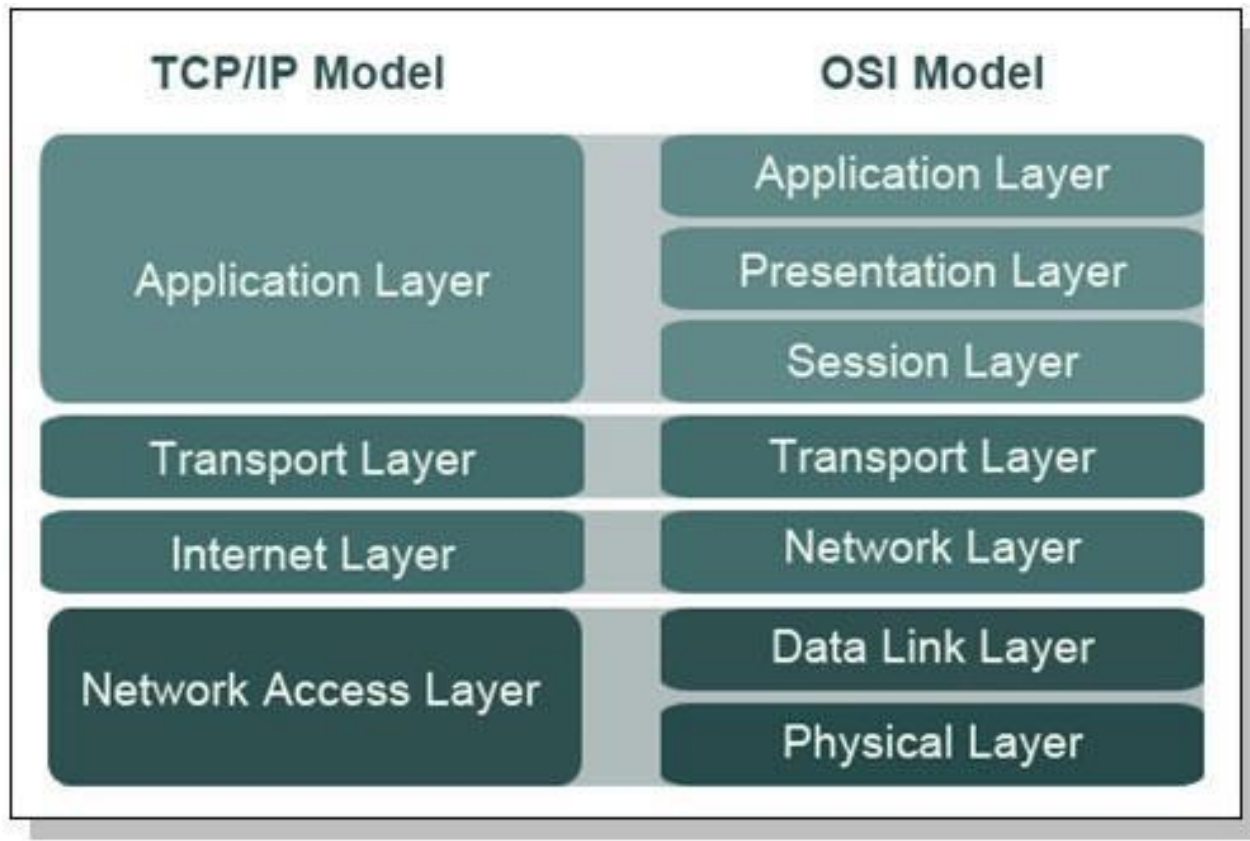 TCP/IP Model
OSI Model
Application Layer
Transport Layer
Internet Layer
Network Access Layer
Application Layer
Presentation Layer
Session Layer
Transport Layer
Network Layer
Data Link Layer
Physical Layer